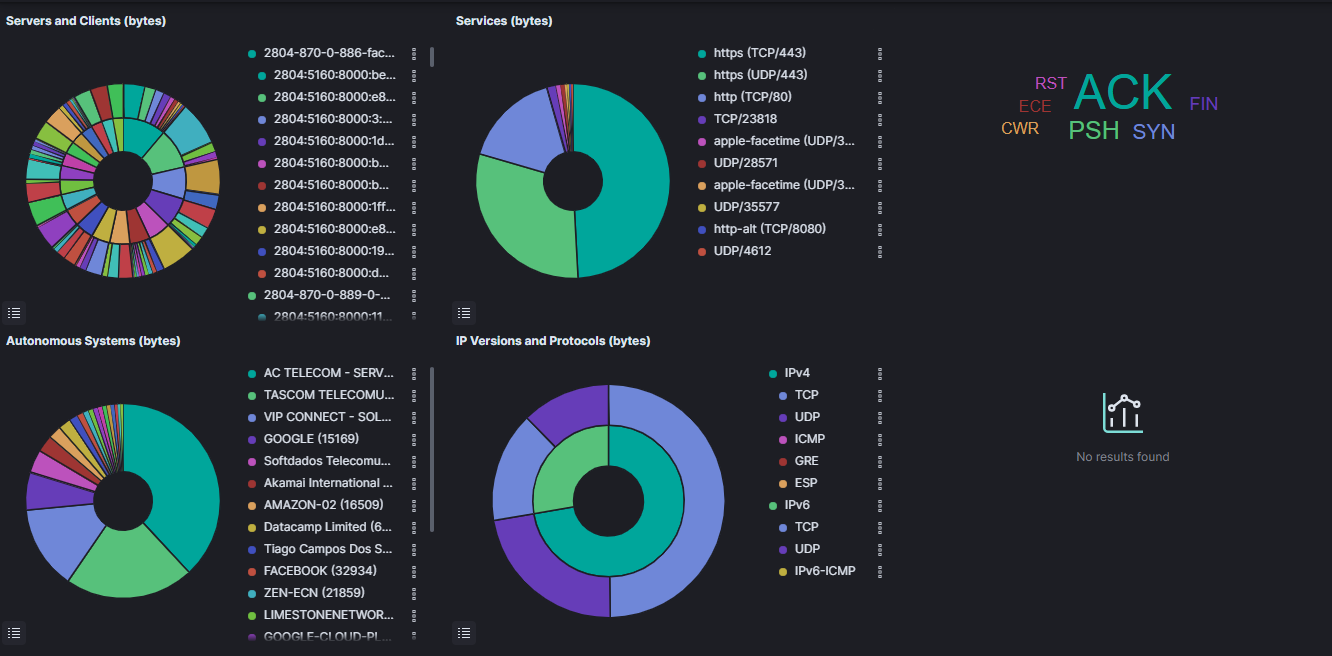 Servers and Clients (bytes)
2804-870-0-886-fac...
2804:5160:8000:be...
2804:5160:8000:e8...
2804:5160:8000:3:...
2804:5160:8000:1d...
2804:5160:8000:b...
2804:5160:8000:b...
2804:5160:8000:1ff...
2804:5160:8000:e8...
2804:5160:8000:19...
2804:5160:8000:d...
2804-870-0-889-0-...
2804:5160:8000:11...
Services (bytes)
https (TCP/443)
https (UDP/443)
http (TCP/80)
TCP/23818
apple-facetime (UDP/3...
UDP/28571
apple-facetime (UDP/3...
UDP/35577
http-alt (TCP/8080)
UDP/4612
RST
ACK
ECE
FIN
CWR
PSH
SYN
Autonomous Systems (bytes)
AC TELECOM - SERV...
TASCOM TELECOMU...
VIP CONNECT - SOL...
GOOGLE (15169)
Softdados Telecomu...
Akamai International ...
AMAZON-02 (16509)
Datacamp Limited (6...
Tiago Campos Dos S...
FACEBOOK (32934)
ZEN-ECN (21859)
LIMESTONENETWOR...
GOOGLE-CLOUD-PL...
IP Versions and Protocols (bytes)
IPv4
TCP
UDP
ICMP
GRE
ESP
IPv6
TCP
UDP
IPv6-ICMP
No results found